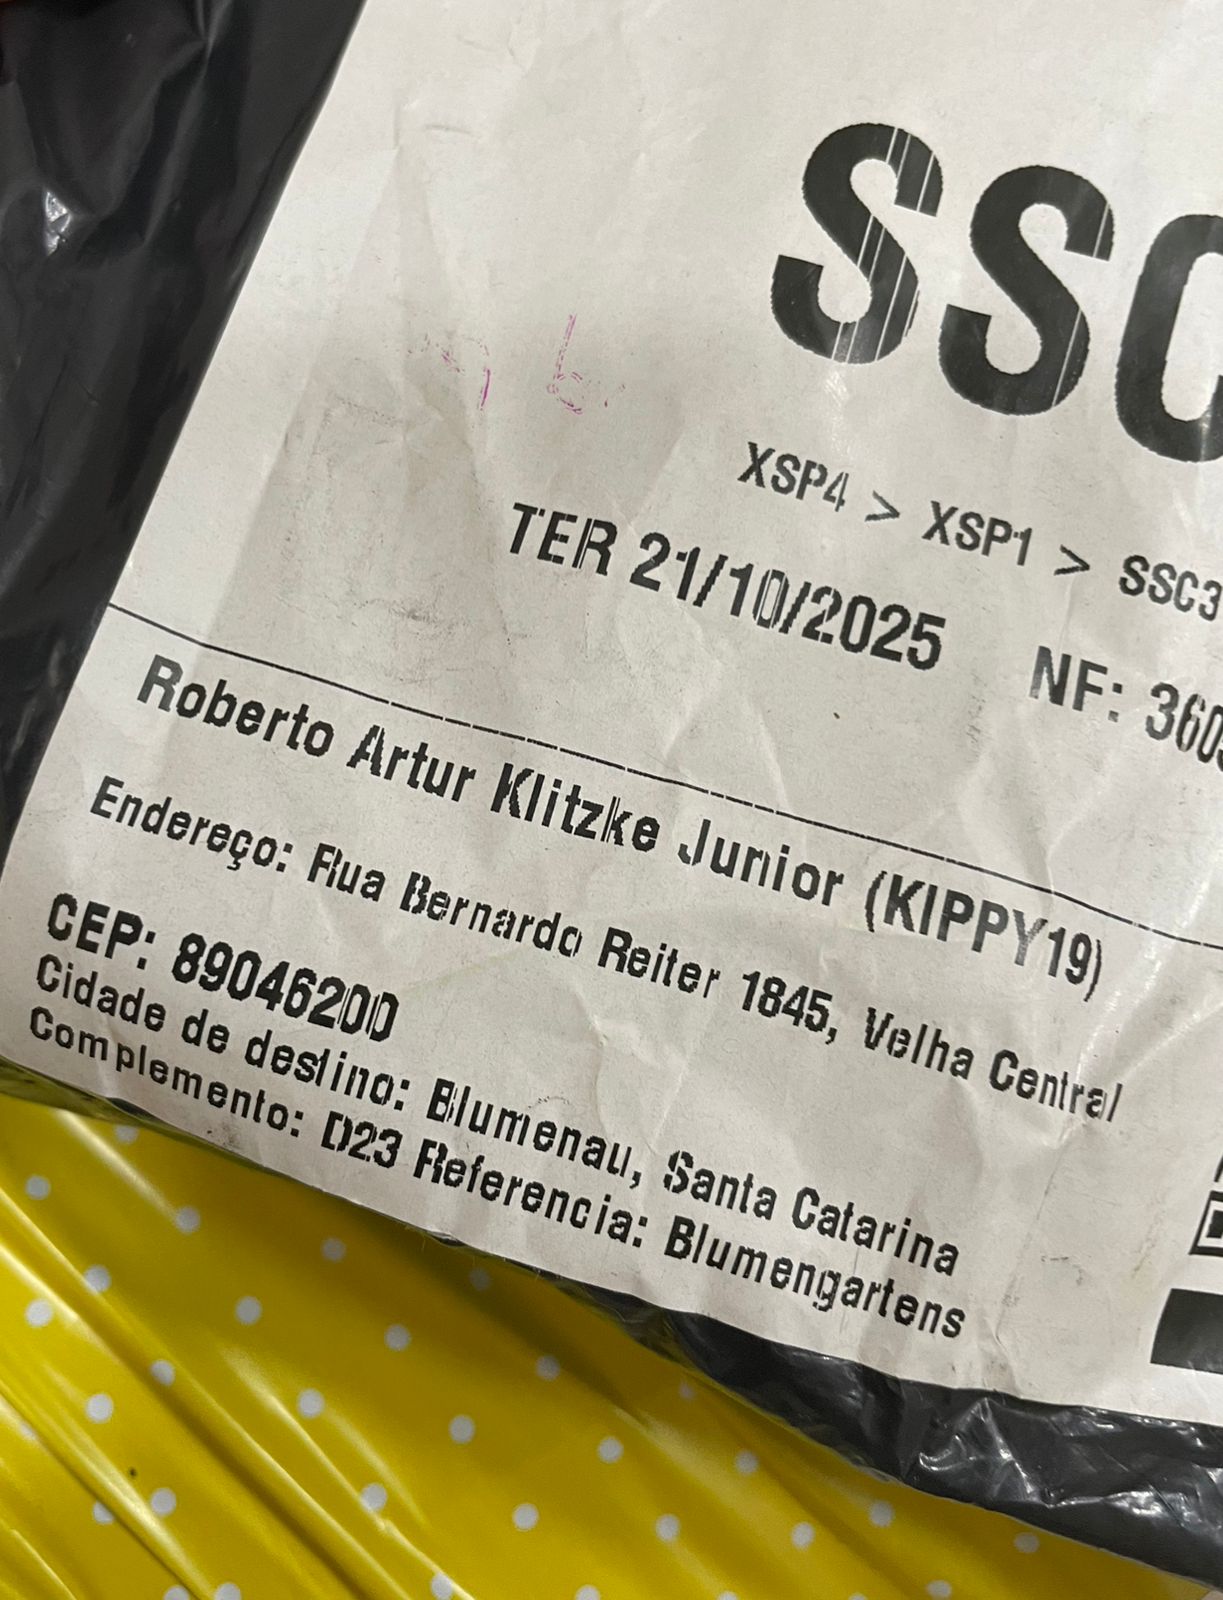 SSC
XSP4 > XSP1 > SSC3
TER 21/10/2025 NF: 360
Roberto Artur Klitzke Junior (KIPPY19)
Endereço: Rua Bernardo Reiter 1845, Velha Central
CEP: 89046200
Cidade de destino: Blumenau, Santa Catarina
Complemento: D23 Referencia: Blumengartens